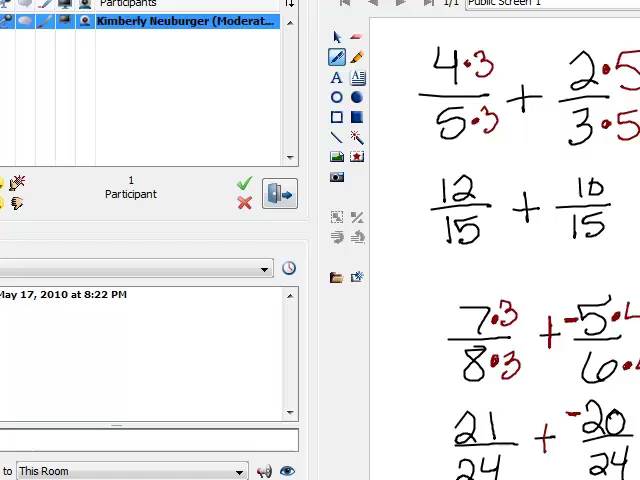 Participants
1/1
Public Screen 1
Kimberly Neuburger (Moderat...
1
Participant
May 17, 2010 at 8:22 PM
to This Room
4·3 + 2·5
5·3 3·5
12 + 10
15 15
7·3 + -5·4
8·3 6·4
21 + -20
24 24